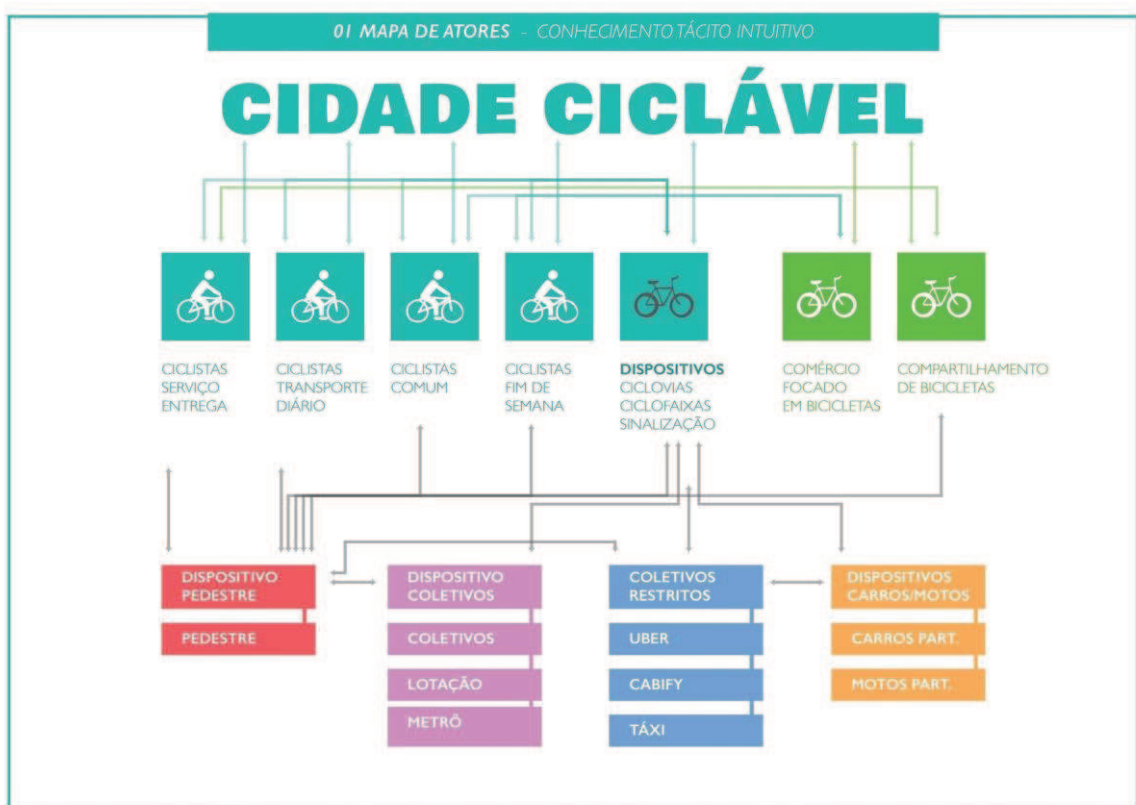 01 MAPA DE ATORES - CONHECIMENTO TÁCITO INTUITIVO
CIDADE CICLÁVEL
CICLISTAS
SERVIÇO
ENTREGA
CICLISTAS
TRANSPORTE
DIÁRIO
CICLISTAS
COMUM
CICLISTAS
FIM DE
SEMANA
DISPOSITIVOS
CICLOVIAS
CICLOFAIXAS
SINALIZAÇÃO
COMÉRCIO
FOCADO
EM BICICLETAS
COMPARTILHAMENTO
DE BICICLETAS
DISPOSITIVO
PEDESTRE
PEDESTRE
DISPOSITIVO
COLETIVOS
COLETIVOS
LOTAÇÃO
METRÔ
COLETIVOS
RESTRITOS
UBER
CABIFY
TÁXI
DISPOSITIVOS
CARROS/MOTOS
CARROS PART.
MOTOS PART.